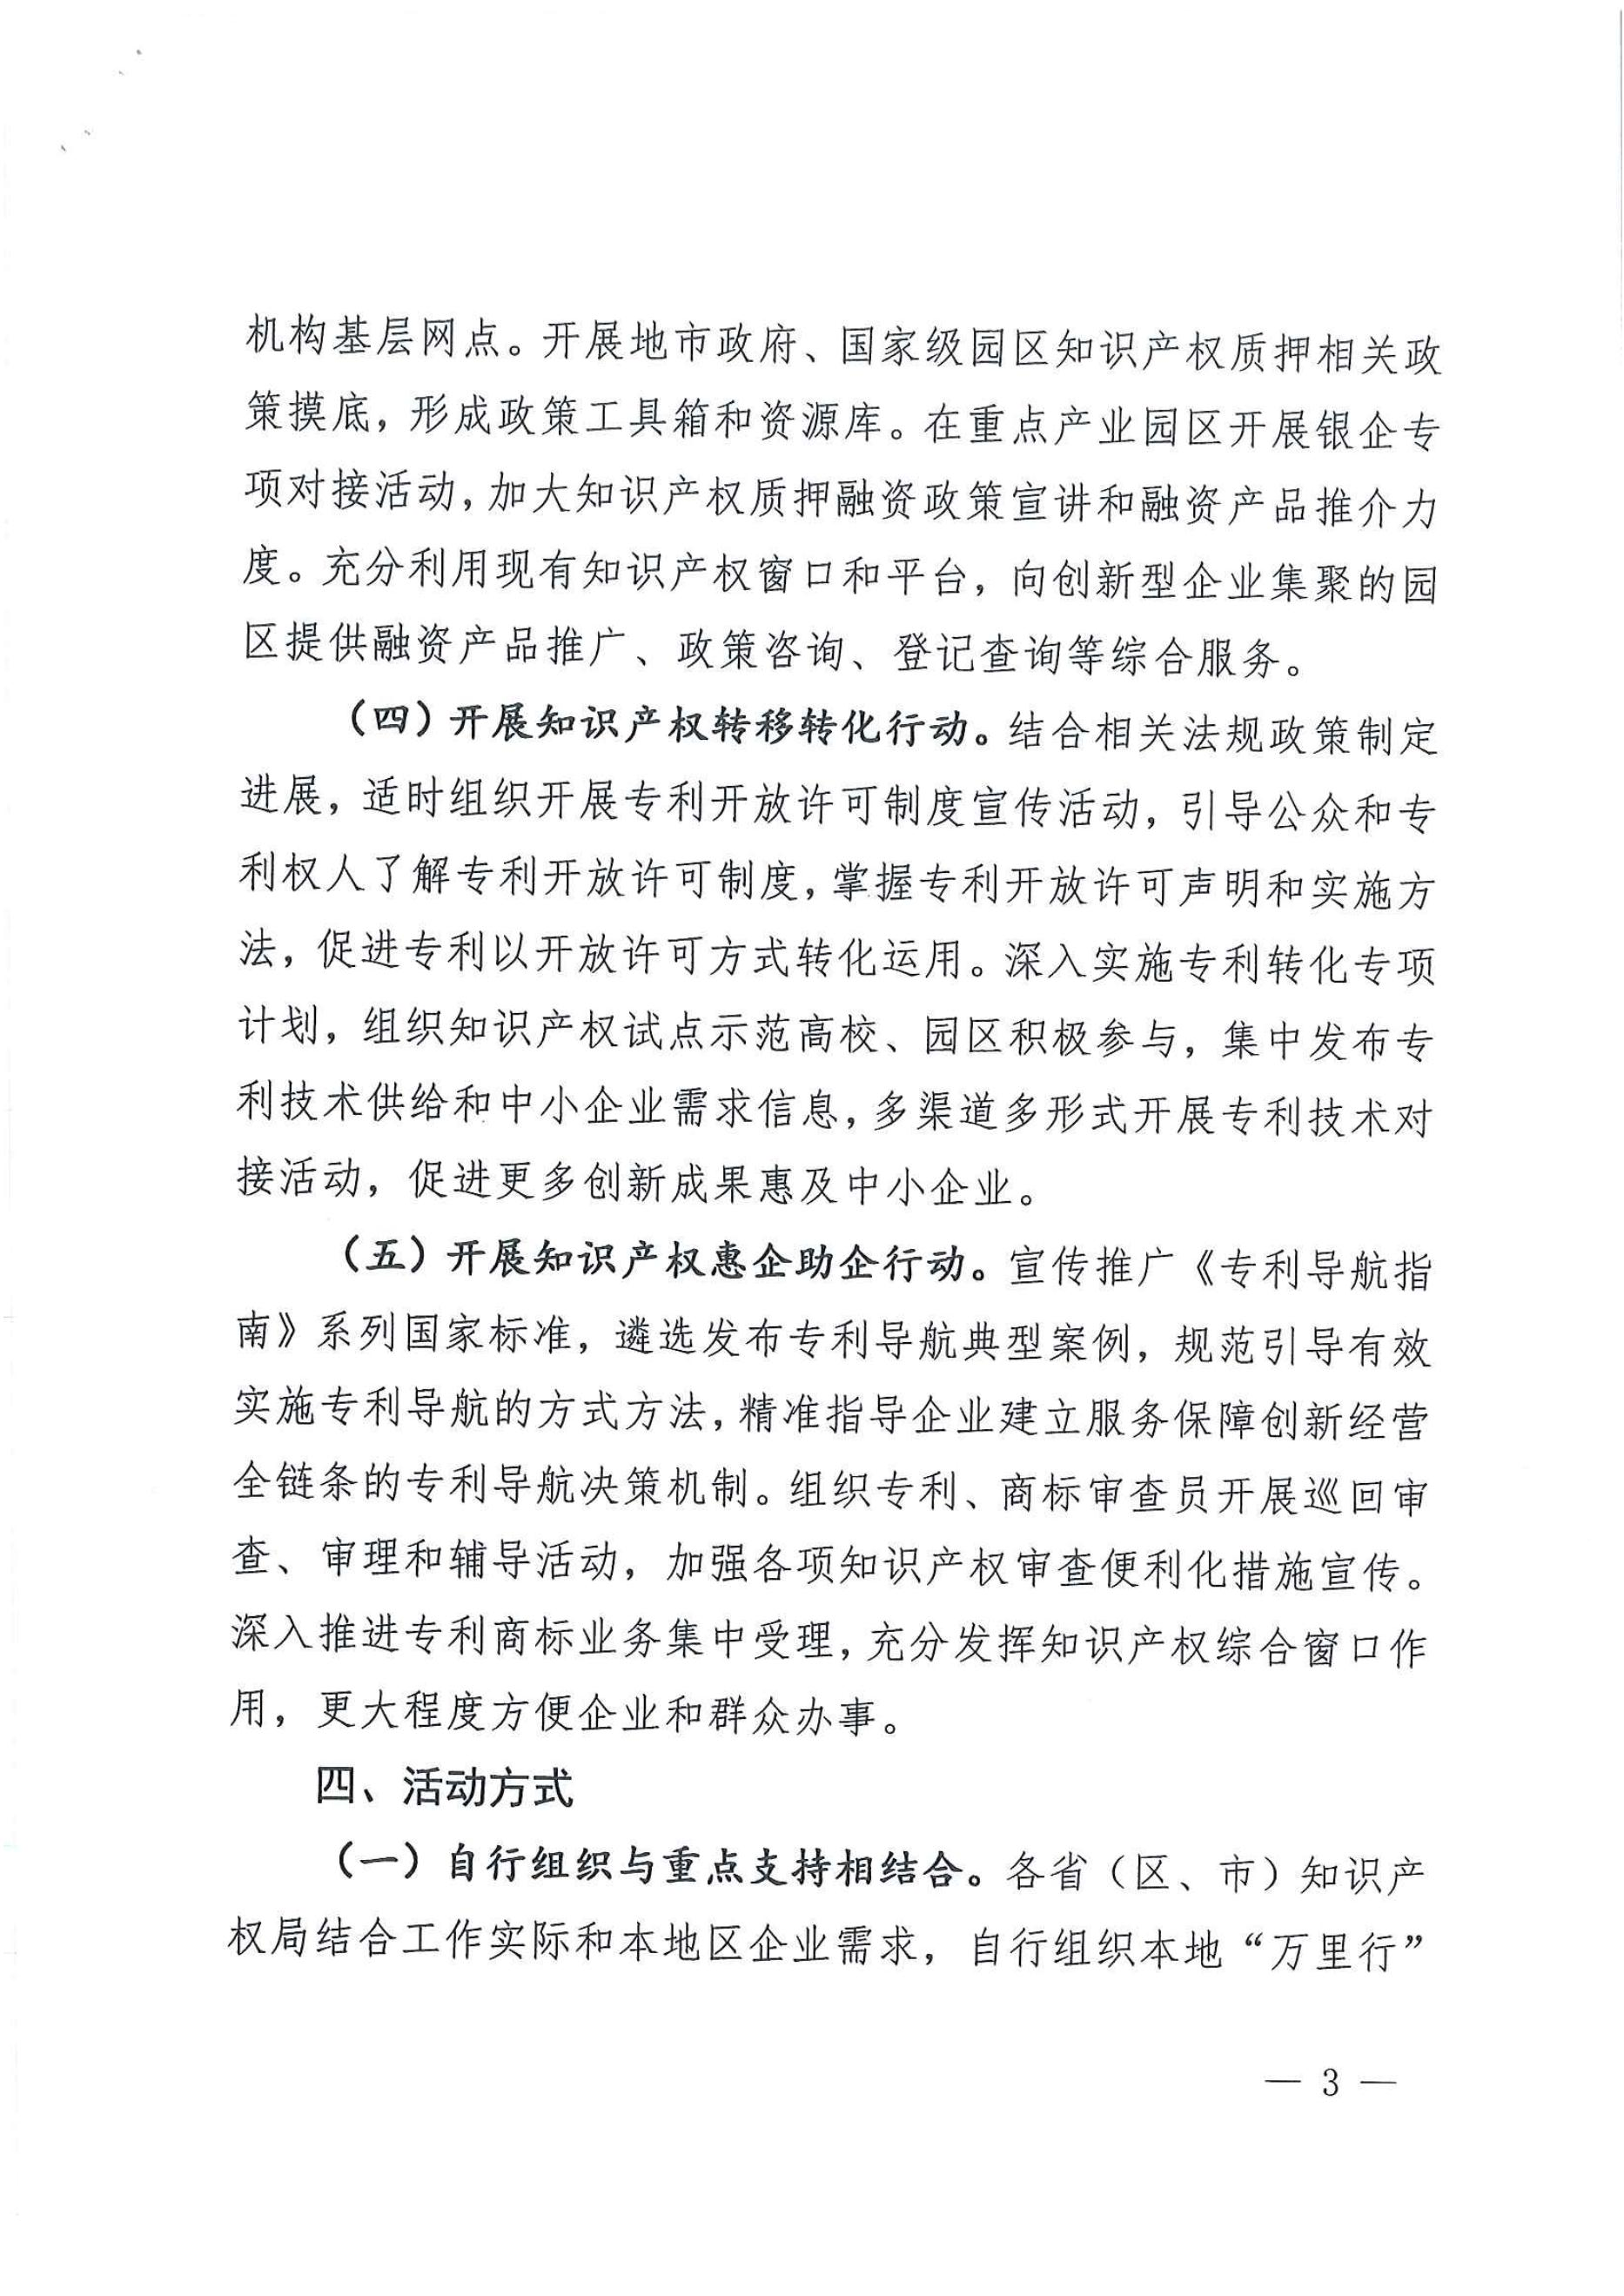 机构基层网点。开展地市政府、国家级园区知识产权质押相关政
策摸底，形成政策工具箱和资源库。在重点产业园区开展银企专
项对接活动，加大知识产权质押融资政策宣讲和融资产品推介力
度。充分利用现有知识产权窗口和平台，向创新型企业集聚的园
区提供融资产品推广、政策咨询、登记查询等综合服务。
（四）开展知识产权转移转化行动。结合相关法规政策制定
进展，适时组织开展专利开放许可制度宣传活动，引导公众和专
利权人了解专利开放许可制度，掌握专利开放许可声明和实施方
法，促进专利以开放许可方式转化运用。深入实施专利转化专项
计划，组织知识产权试点示范高校、园区积极参与，集中发布专
利技术供给和中小企业需求信息，多渠道多形式开展专利技术对
接活动，促进更多创新成果惠及中小企业。
（五）开展知识产权惠企助企行动。宣传推广《专利导航指
南》系列国家标准，遴选发布专利导航典型案例，规范引导有效
实施专利导航的方式方法，精准指导企业建立服务保障创新经营
全链条的专利导航决策机制。组织专利、商标审查员开展巡回审
查、审理和辅导活动，加强各项知识产权审查便利化措施宣传。
深入推进专利商标业务集中受理，充分发挥知识产权综合窗口作
用，更大程度方便企业和群众办事。
四、活动方式
（一）自行组织与重点支持相结合。各省（区、市）知识产
权局结合工作实际和本地区企业需求，自行组织本地“万里行”
— 3 —